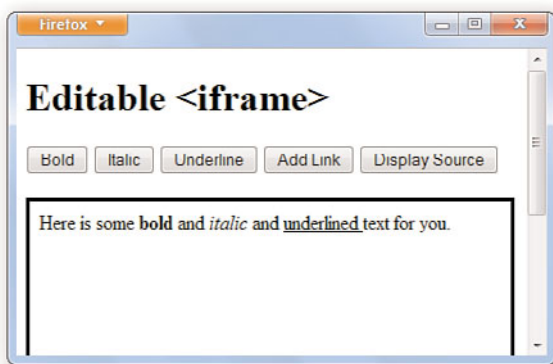 Firefox
Editable <iframe>
Bold Italic Underline Add Link Display Source
Here is some bold and italic and underlined text for you.